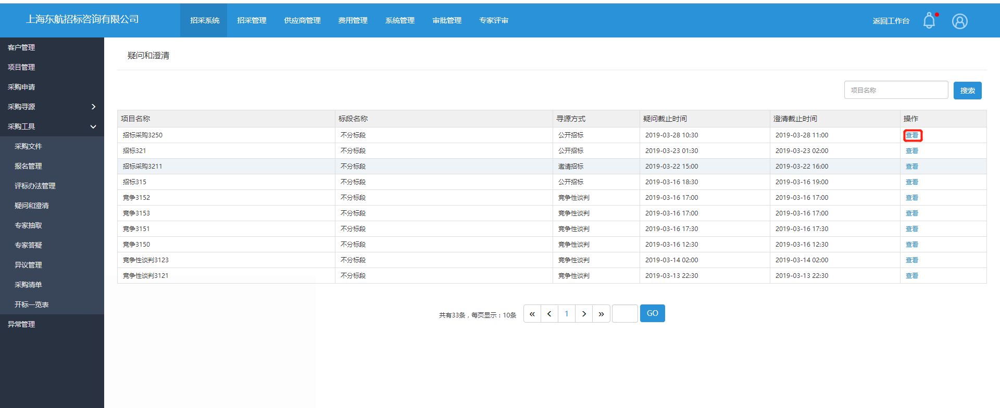 上海东航招标咨询有限公司 招采系统 招采管理 供应商管理 费用管理 系统管理 审批管理 专家评审 返回工作台
客户管理
项目管理
采购申请
采购寻源
采购工具
采购文件
报名管理
评标办法管理
疑问和澄清
专家抽取
专家答疑
异议管理
采购清单
开标一览表
异常管理
疑问和澄清
项目名称 搜索
项目名称 标段名称 寻源方式 疑问截止时间 澄清截止时间 操作
招标采购3250 不分标段 公开招标 2019-03-28 10:30 2019-03-28 11:00 查看
招标321 不分标段 公开招标 2019-03-23 01:30 2019-03-23 02:00 查看
招标采购3211 不分标段 邀请招标 2019-03-22 15:00 2019-03-22 16:00 查看
招标315 不分标段 公开招标 2019-03-16 18:30 2019-03-16 19:00 查看
竞争3152 不分标段 竞争性谈判 2019-03-16 17:00 2019-03-16 17:00 查看
竞争3153 不分标段 竞争性谈判 2019-03-16 17:00 2019-03-16 17:00 查看
竞争3151 不分标段 竞争性谈判 2019-03-16 17:30 2019-03-16 17:30 查看
竞争3150 不分标段 竞争性谈判 2019-03-16 12:30 2019-03-16 12:30 查看
竞争性谈判3123 不分标段 竞争性谈判 2019-03-14 02:00 2019-03-14 02:00 查看
竞争性谈判3121 不分标段 竞争性谈判 2019-03-13 22:30 2019-03-13 22:30 查看
共有33条，每页显示：10条 « < 1 > » GO